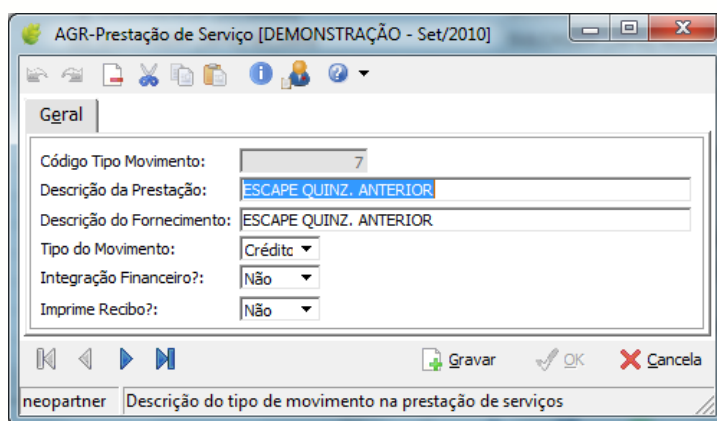 AGR-Prestação de Serviço [DEMONSTRAÇÃO - Set/2010]
Geral
Código Tipo Movimento: 7
Descrição da Prestação: ESCAPE QUINZ. ANTERIOR
Descrição do Fornecimento: ESCAPE QUINZ. ANTERIOR
Tipo do Movimento: Créditc
Integração Financeiro?: Não
Imprime Recibo?: Não
Gravar OK Cancela
neopartner Descrição do tipo de movimento na prestação de serviços